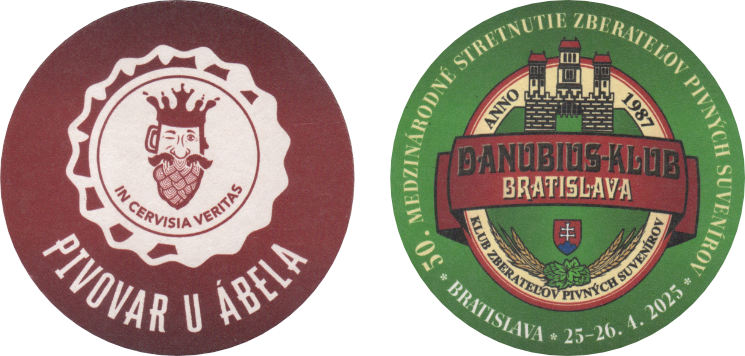 IN CERVISIA VERITAS
PIVOVAR U ÁBELA
50. MEDZINÁRODNÉ STRETNUTIE ZBERATEĽOV PIVNÝCH SUVENÍROV
ANNO 1987
DANUBIUS-KLUB
BRATISLAVA
KLUB ZBERATEĽOV PIVNÝCH SUVENÍROV
* BRATISLAVA * 25-26. 4. 2025 *